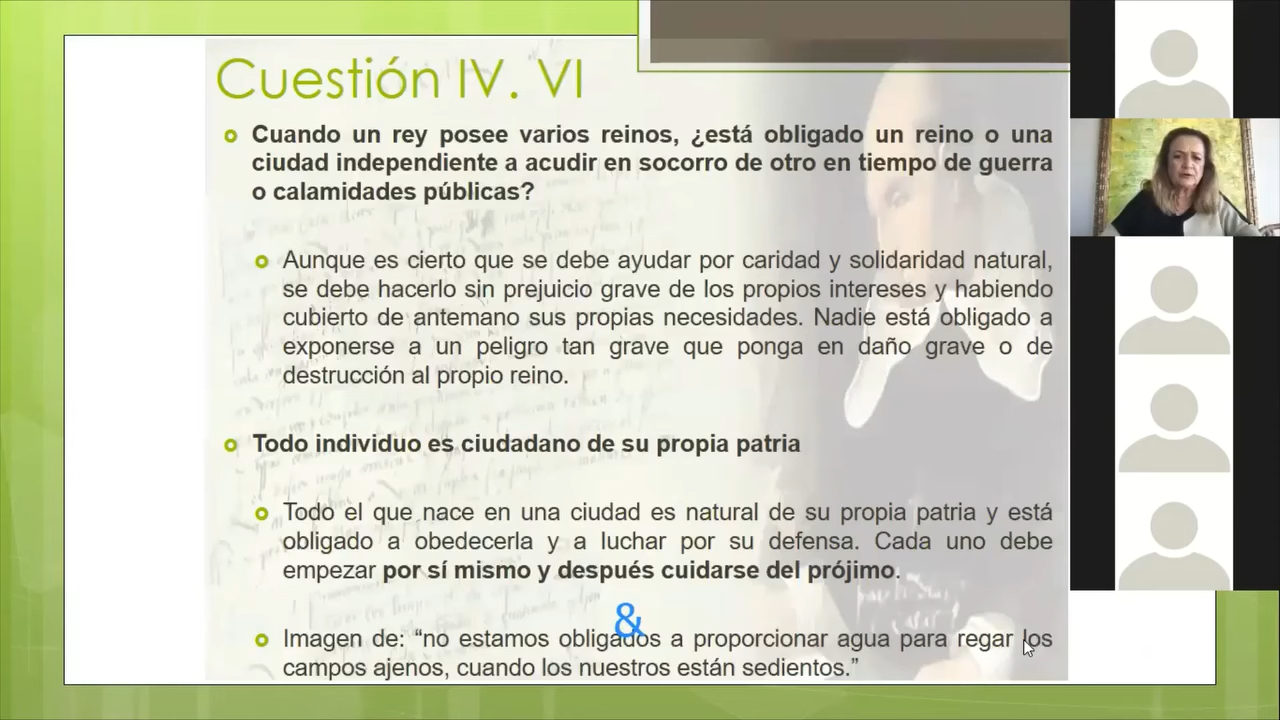 Cuestión IV. VI
Cuando un rey posee varios reinos, ¿está obligado un reino o una
ciudad independiente a acudir en socorro de otro en tiempo de guerra
o calamidades públicas?
Aunque es cierto que se debe ayudar por caridad y solidaridad natural,
se debe hacerlo sin prejuicio grave de los propios intereses y habiendo
cubierto de antemano sus propias necesidades. Nadie está obligado a
exponerse a un peligro tan grave que ponga en daño grave o de
destrucción al propio reino.
Todo individuo es ciudadano de su propia patria
Todo el que nace en una ciudad es natural de su propia patria y está
obligado a obedecerla y a luchar por su defensa. Cada uno debe
empezar por sí mismo y después cuidarse del prójimo.
&
Imagen de: “no estamos obligados a proporcionar agua para regar los
campos ajenos, cuando los nuestros están sedientos.”